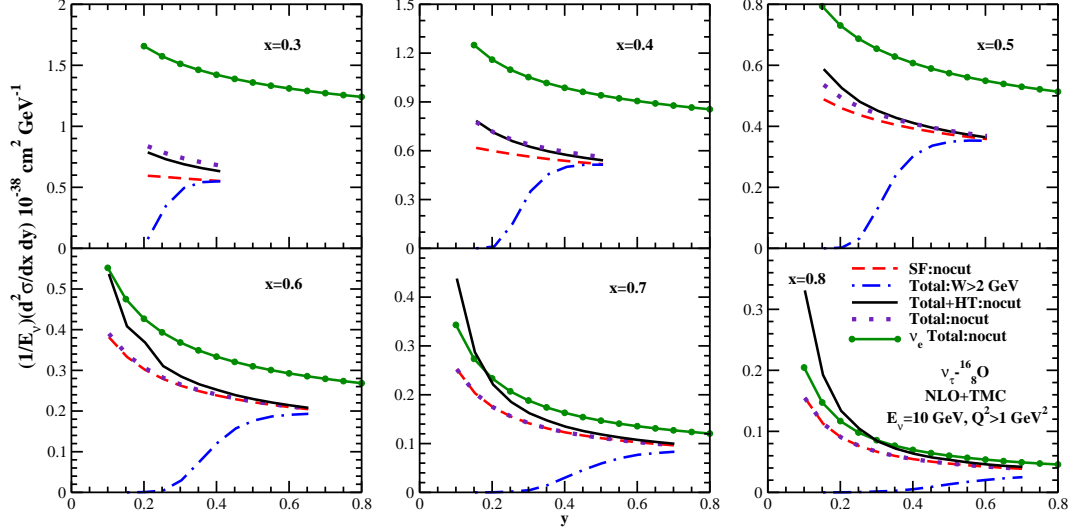 (1/E_ν)(d²σ/dx dy) 10⁻³⁸ cm² GeV⁻¹
2
1.5
1
0.5
0
x=0.3
1.5
1.2
0.9
0.6
0.3
0
x=0.4
0.8
0.6
0.4
0.2
0
x=0.5
0.5
0.4
0.3
0.2
0.1
0
0 0.2 0.4 0.6 0.8
x=0.6
0.4
0.3
0.2
0.1
0
0 0.2 0.4 0.6 0.8
y
x=0.7
0.4
0.3
0.2
0.1
0
0 0.2 0.4 0.6 0.8
x=0.8
SF:nocut
Total:W>2 GeV
Total+HT:nocut
Total:nocut
ν_e Total:nocut
ν_τ-¹⁶₈O
NLO+TMC
E_ν=10 GeV, Q²>1 GeV²